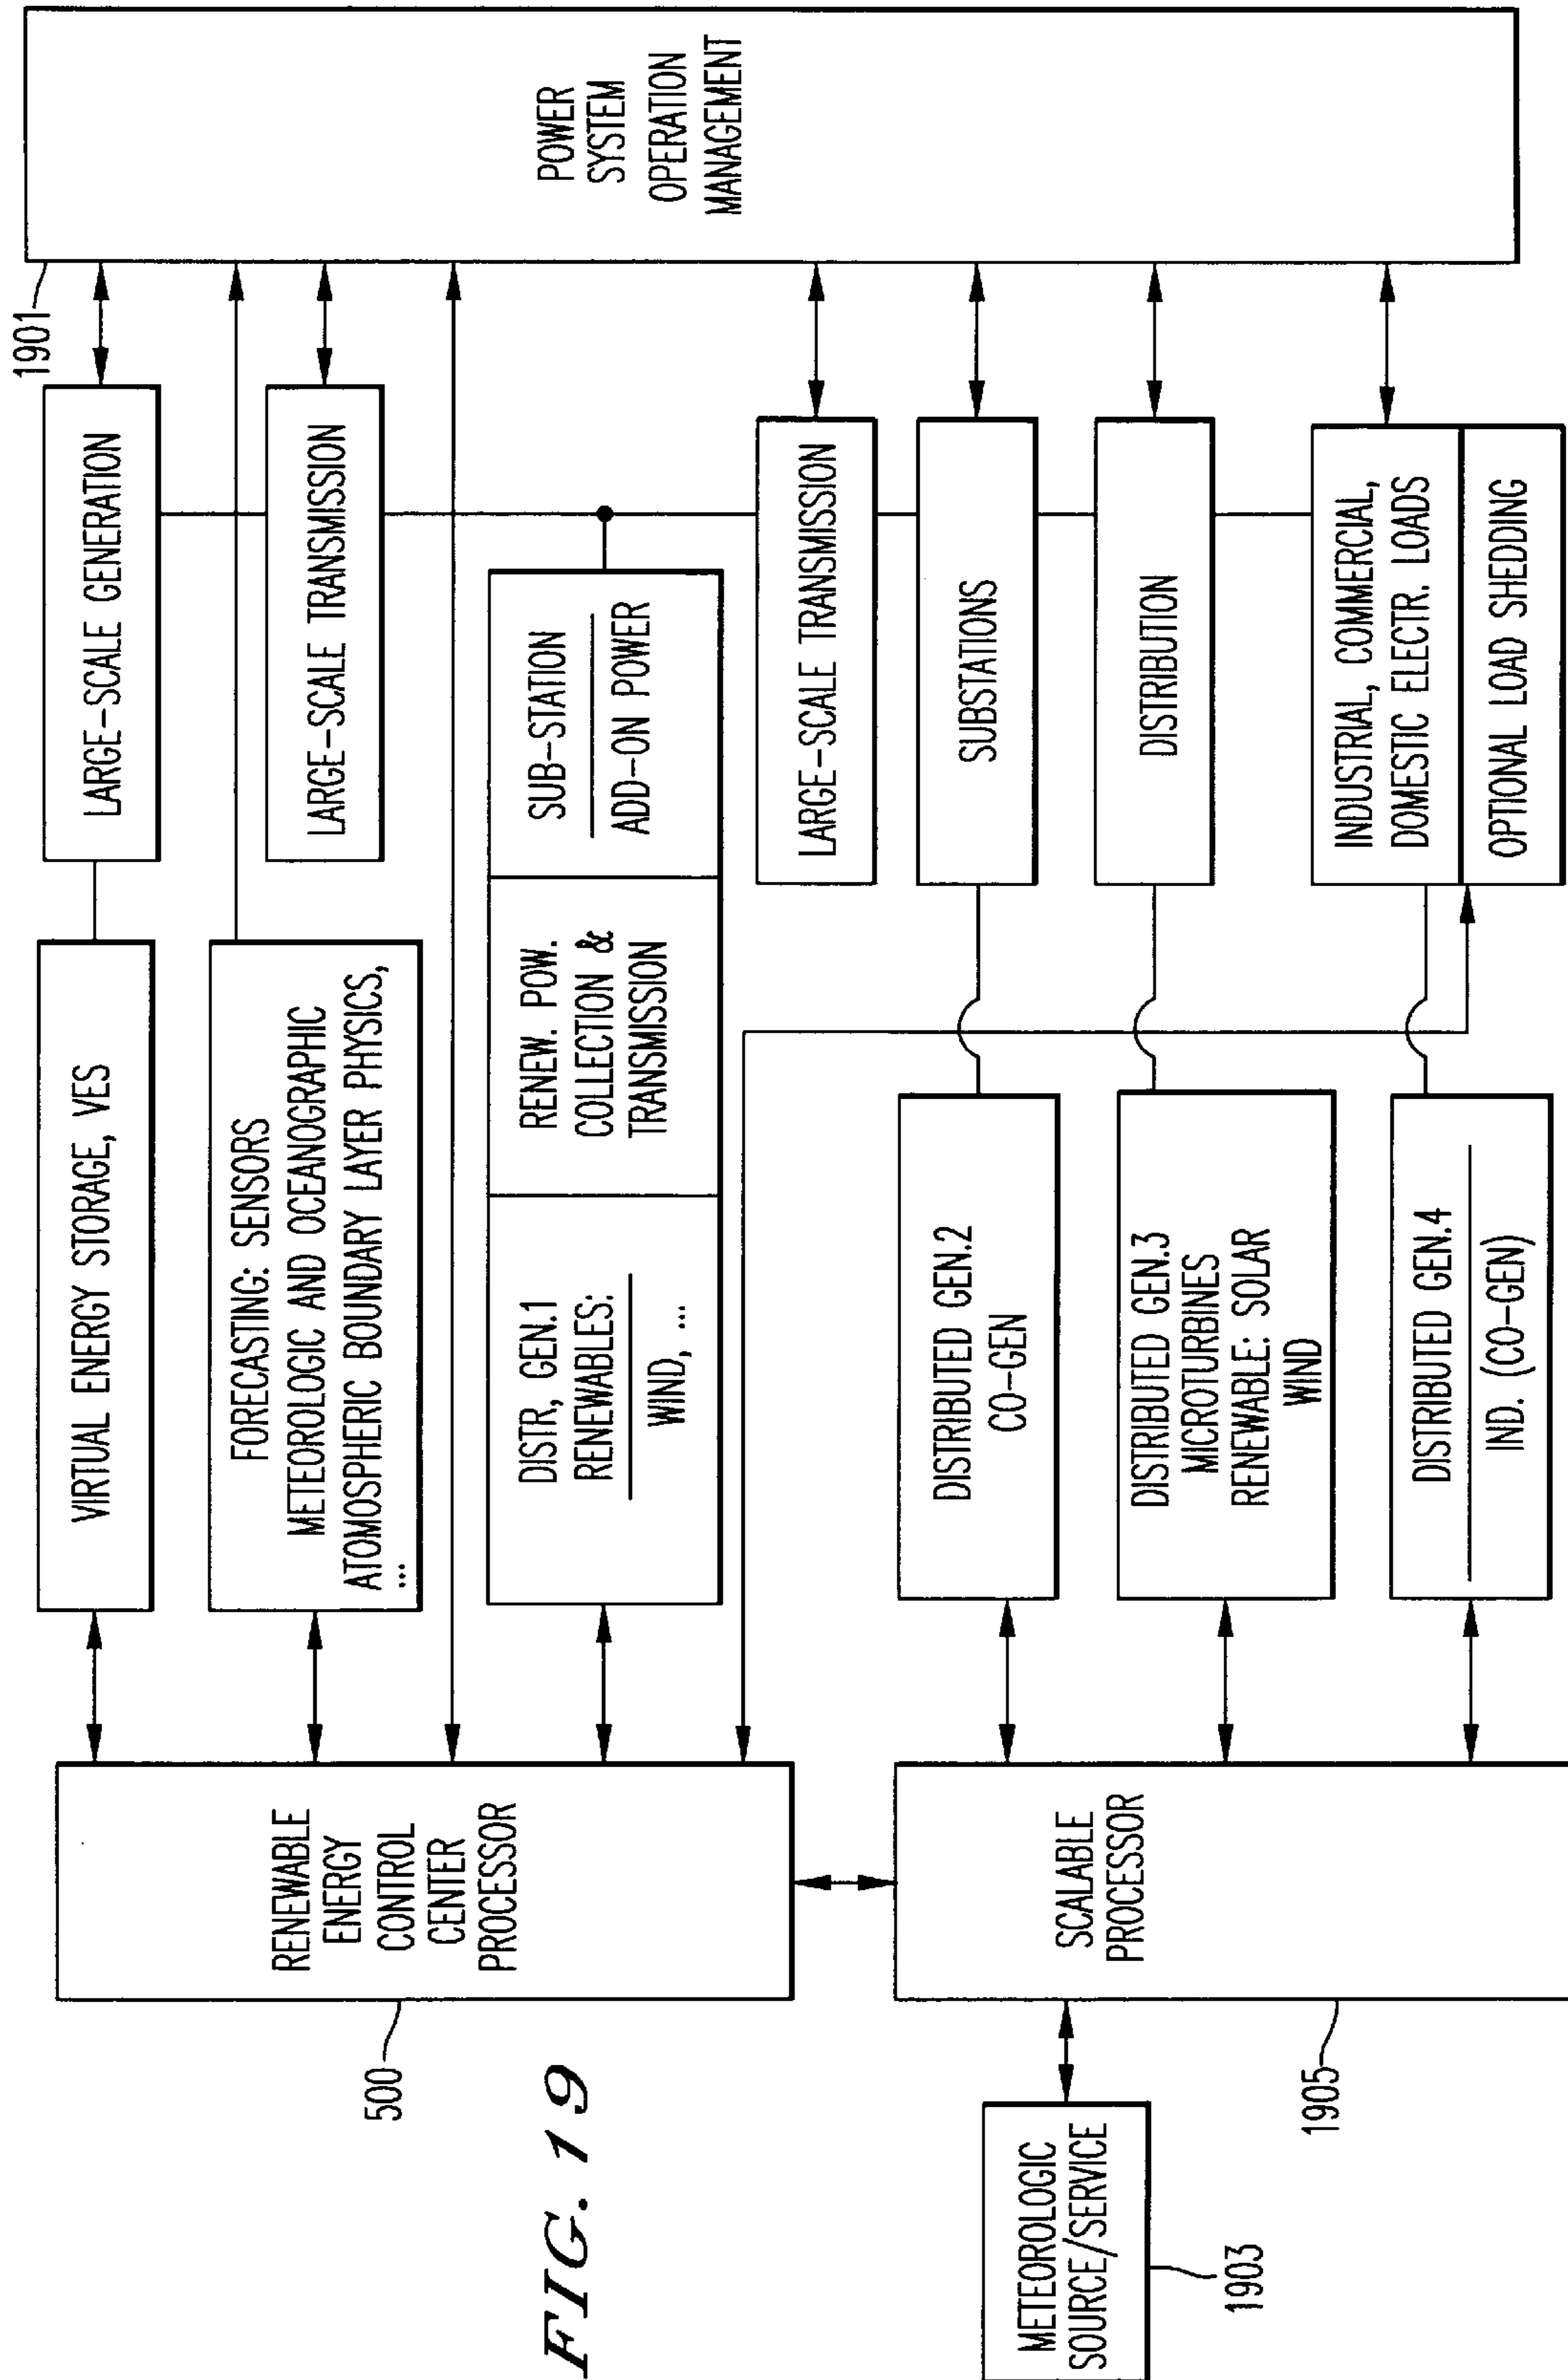 FIG. 19
1901
POWER
SYSTEM
OPERATION
MANAGEMENT
LARGE-SCALE GENERATION
LARGE-SCALE TRANSMISSION
VIRTUAL ENERGY STORAGE, VES
FORECASTING: SENSORS
METEOROLOGIC AND OCEANOGRAPHIC
ATOMOSPHERIC BOUNDARY LAYER PHYSICS,
...
DISTR, GEN.1
RENEWABLES:
WIND, ...
RENEW. POW.
COLLECTION &
TRANSMISSION
SUB-STATION
ADD-ON POWER
LARGE-SCALE TRANSMISSION
SUBSTATIONS
DISTRIBUTION
INDUSTRIAL, COMMERCIAL,
DOMESTIC ELECTR. LOADS
OPTIONAL LOAD SHEDDING
DISTRIBUTED GEN.2
CO-GEN
DISTRIBUTED GEN.3
MICROTURBINES
RENEWABLE: SOLAR
WIND
DISTRIBUTED GEN.4
IND. (CO-GEN)
RENEWABLE
ENERGY
CONTROL
CENTER
PROCESSOR
500
SCALABLE
PROCESSOR
1905
METEOROLOGIC
SOURCE/SERVICE
1903